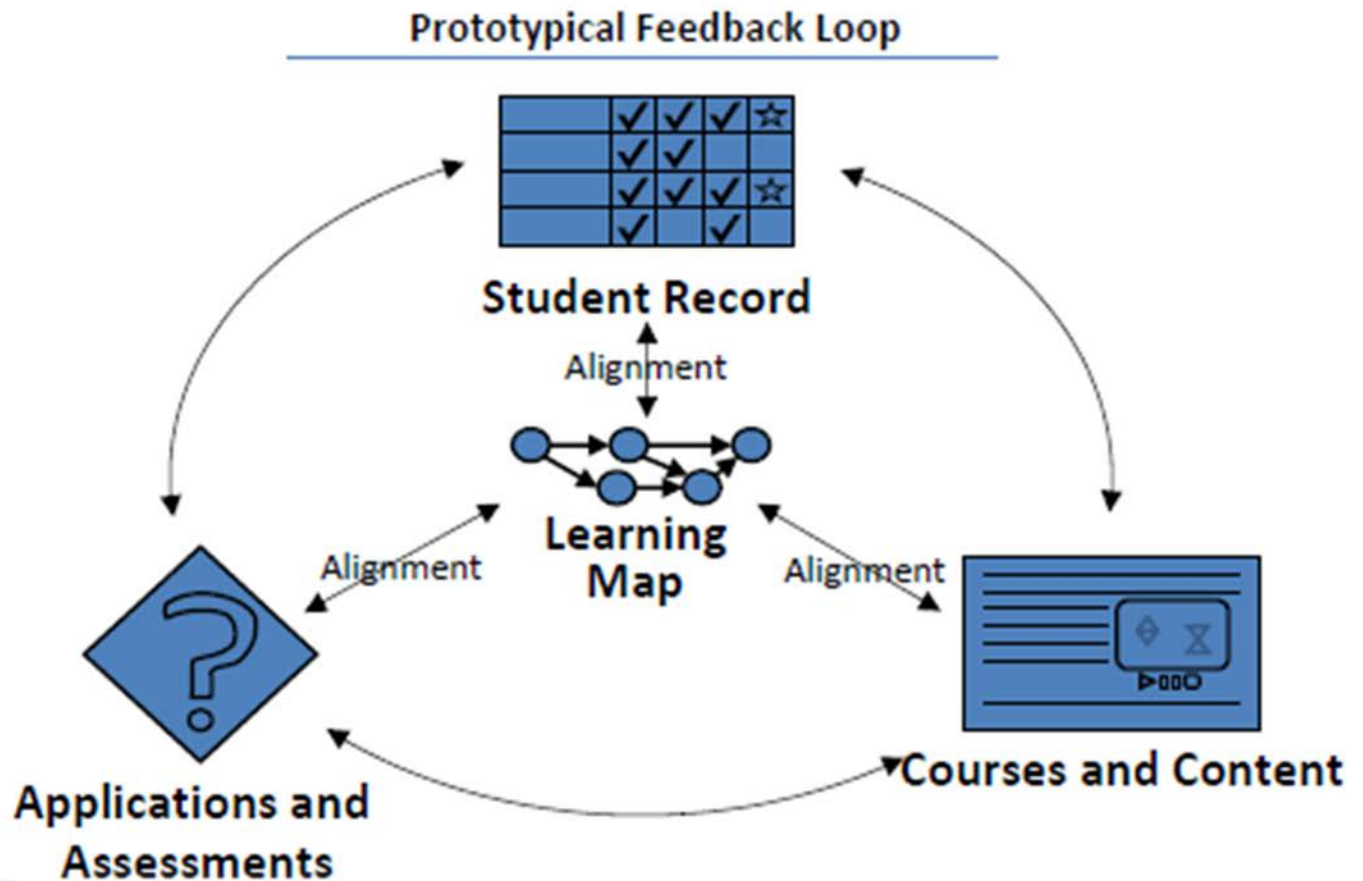 Prototypical Feedback Loop
Student Record
Alignment
Learning
Map
Alignment
Alignment
Courses and Content
Applications and
Assessments